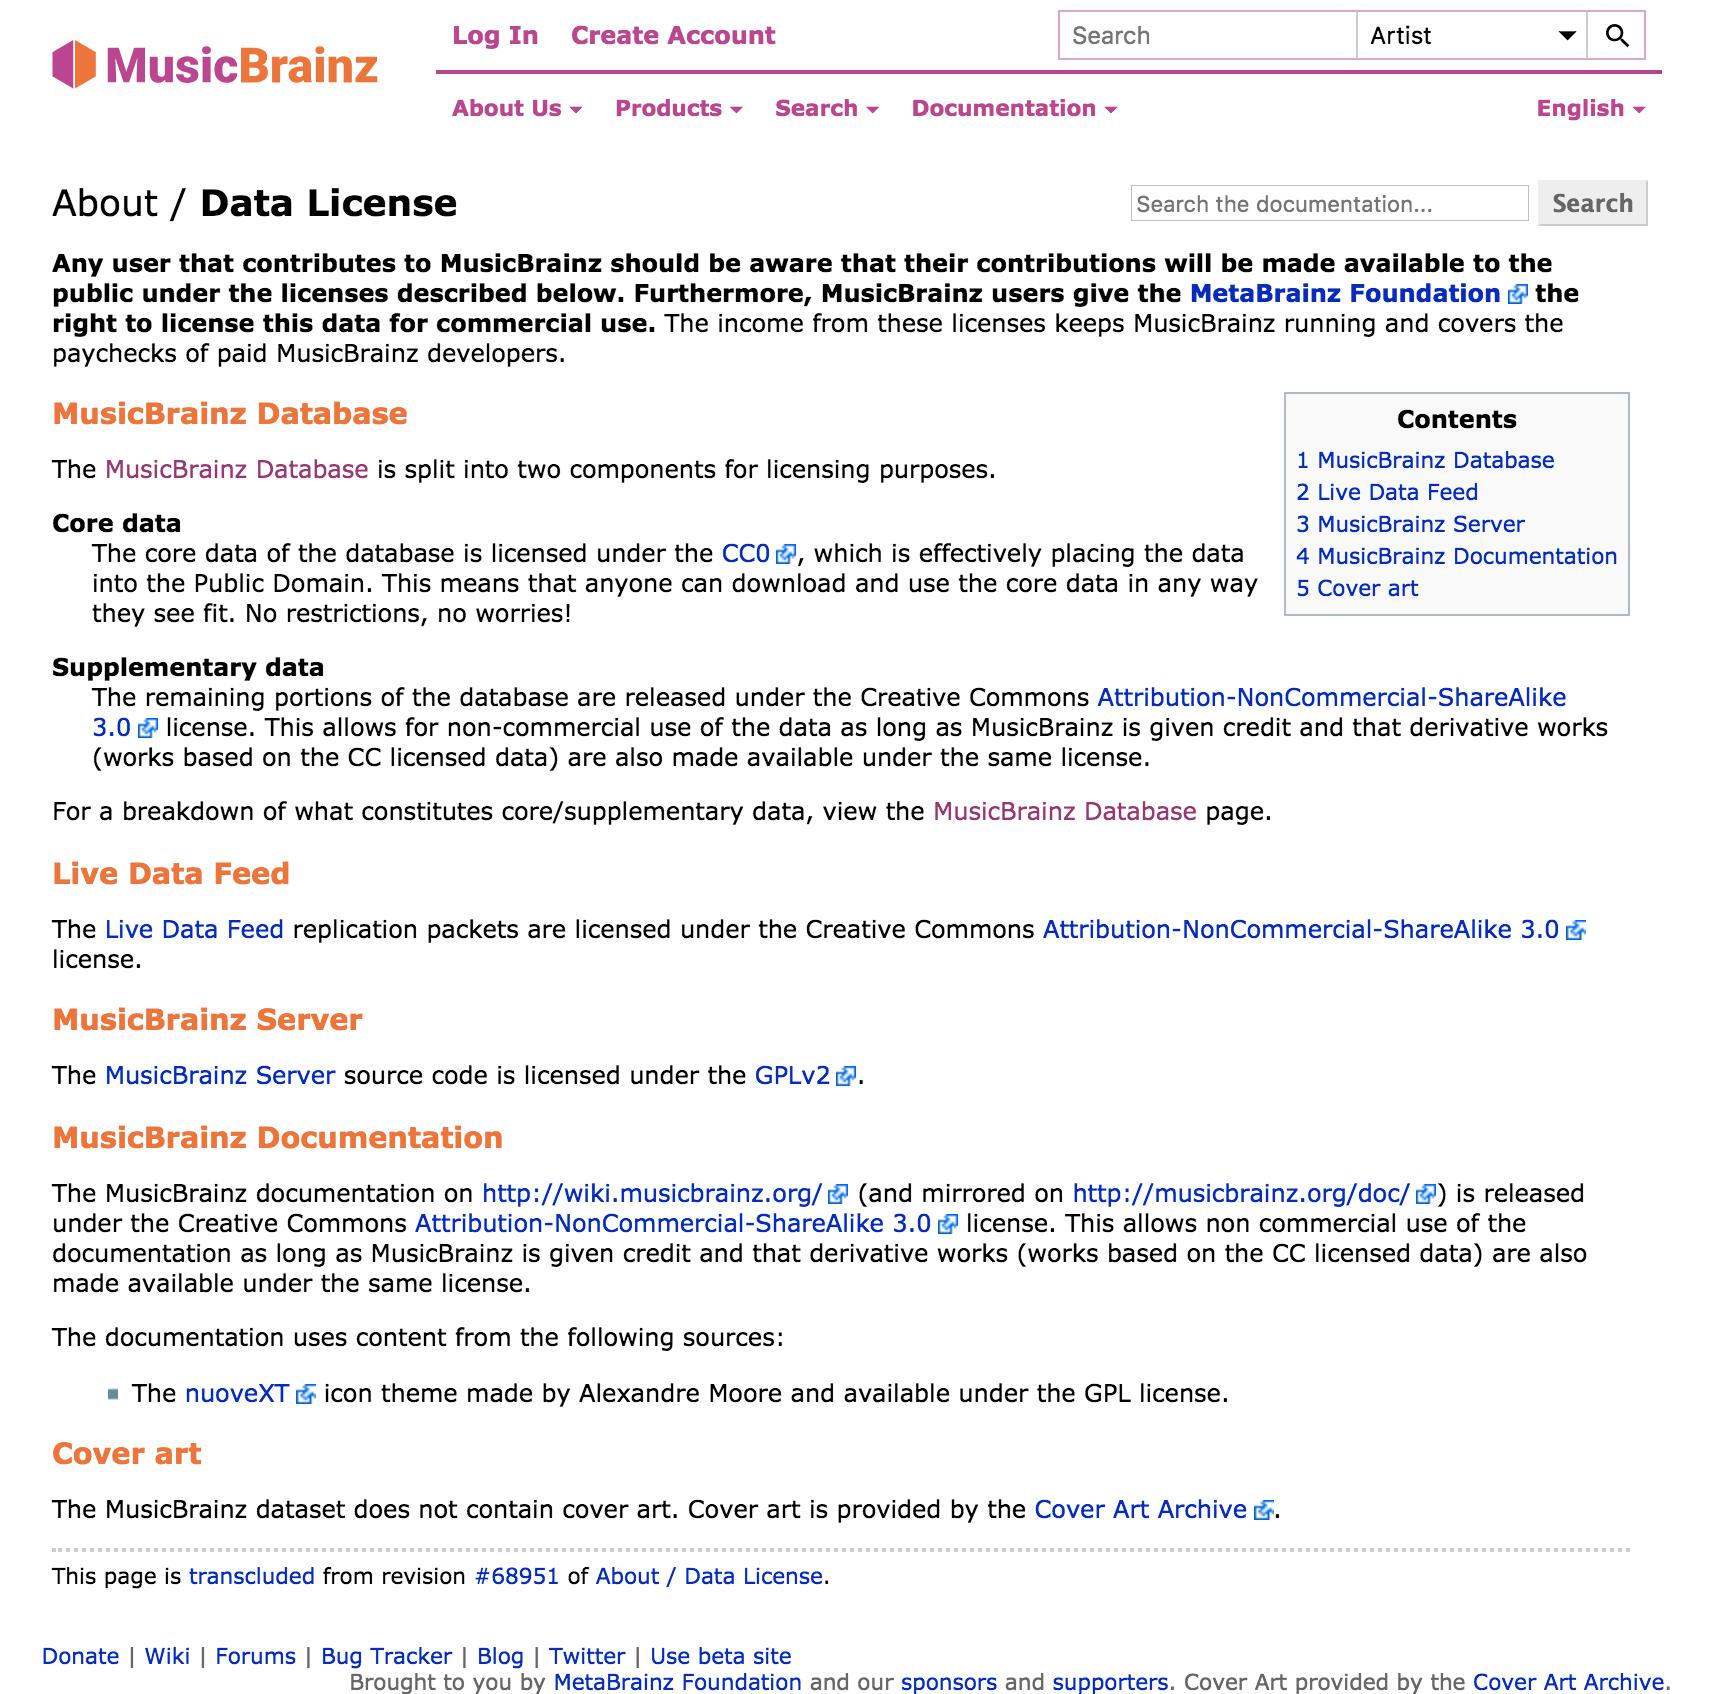 MusicBrainz
Log In Create Account
Search Artist
About Us Products Search Documentation English
About / Data License
Search the documentation... Search
Any user that contributes to MusicBrainz should be aware that their contributions will be made available to the
public under the licenses described below. Furthermore, MusicBrainz users give the MetaBrainz Foundation the
right to license this data for commercial use. The income from these licenses keeps MusicBrainz running and covers the
paychecks of paid MusicBrainz developers.
MusicBrainz Database
The MusicBrainz Database is split into two components for licensing purposes.
Core data
The core data of the database is licensed under the CC0, which is effectively placing the data
into the Public Domain. This means that anyone can download and use the core data in any way
they see fit. No restrictions, no worries!
Contents
1 MusicBrainz Database
2 Live Data Feed
3 MusicBrainz Server
4 MusicBrainz Documentation
5 Cover art
Supplementary data
The remaining portions of the database are released under the Creative Commons Attribution-NonCommercial-ShareAlike
3.0 license. This allows for non-commercial use of the data as long as MusicBrainz is given credit and that derivative works
(works based on the CC licensed data) are also made available under the same license.
For a breakdown of what constitutes core/supplementary data, view the MusicBrainz Database page.
Live Data Feed
The Live Data Feed replication packets are licensed under the Creative Commons Attribution-NonCommercial-ShareAlike 3.0
license.
MusicBrainz Server
The MusicBrainz Server source code is licensed under the GPLv2.
MusicBrainz Documentation
The MusicBrainz documentation on http://wiki.musicbrainz.org/ (and mirrored on http://musicbrainz.org/doc/) is released
under the Creative Commons Attribution-NonCommercial-ShareAlike 3.0 license. This allows non commercial use of the
documentation as long as MusicBrainz is given credit and that derivative works (works based on the CC licensed data) are also
made available under the same license.
The documentation uses content from the following sources:
The nuoveXT icon theme made by Alexandre Moore and available under the GPL license.
Cover art
The MusicBrainz dataset does not contain cover art. Cover art is provided by the Cover Art Archive.
This page is transcluded from revision #68951 of About / Data License.
Donate | Wiki | Forums | Bug Tracker | Blog | Twitter | Use beta site
Brought to you by MetaBrainz Foundation and our sponsors and supporters. Cover Art provided by the Cover Art Archive.